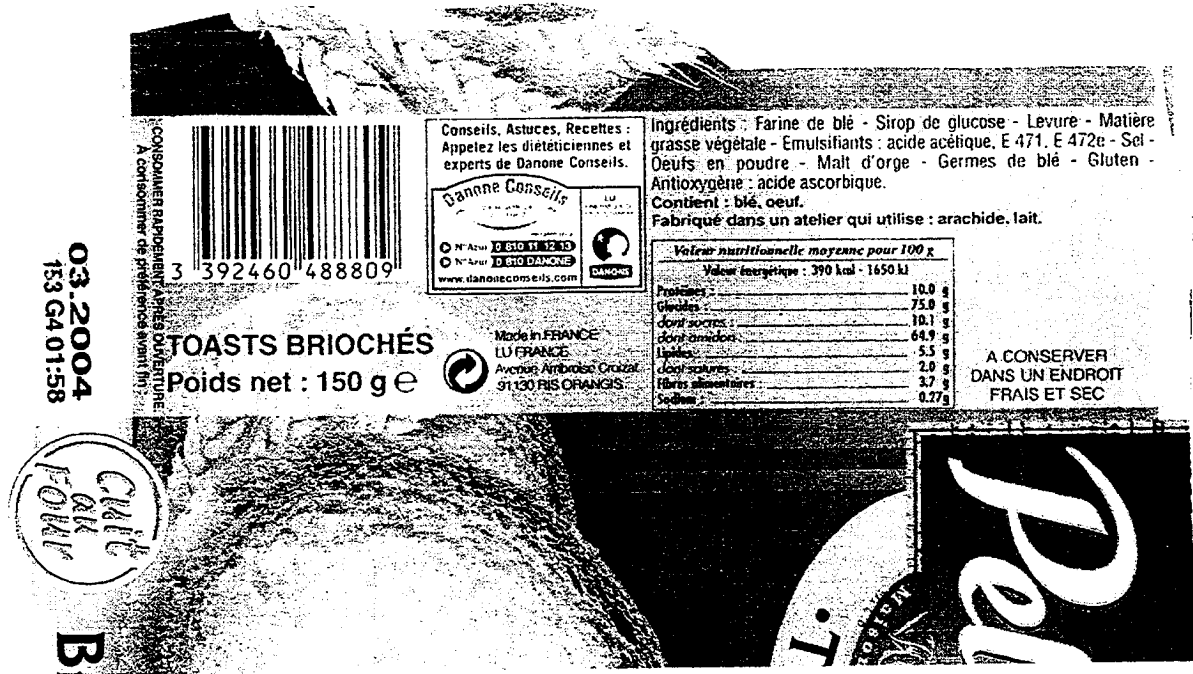 CONSOMMER RAPIDEMENT APRÈS OUVERTURE.
A consommer de préférence avant fin :
03.2004
153 G4 01:58
3 392460 488809
TOASTS BRIOCHÉS
Poids net : 150 g e
Conseils, Astuces, Recettes :
Appelez les diététiciennes et
experts de Danone Conseils.
Danone Conseils
N° Azur 0 810 11 12 13
N° Azur 0 810 DANONE
www.danoneconseils.com
LU
DANONE
Made in FRANCE
LU FRANCE
Avenue Ambroise Croizat
91130 RIS ORANGIS
Ingrédients : Farine de blé - Sirop de glucose - Levure - Matière
grasse végétale - Emulsifiants : acide acétique, E 471, E 472e - Sel -
Oeufs en poudre - Malt d'orge - Germes de blé - Gluten -
Antioxygène : acide ascorbique.
Contient : blé, oeuf.
Fabriqué dans un atelier qui utilise : arachide, lait.
Valeur nutritionnelle moyenne pour 100 g
Valeur énergétique : 390 kcal - 1650 kJ
Protéines : 10.0 g
Glucides : 75.0 g
dont sucres : 10.1 g
dont amidon : 64.9 g
Lipides : 5.5 g
dont saturés : 2.0 g
Fibres alimentaires : 3.7 g
Sodium : 0.27g
A CONSERVER
DANS UN ENDROIT
FRAIS ET SEC
Cuit
au
Four
B
T.
Pe